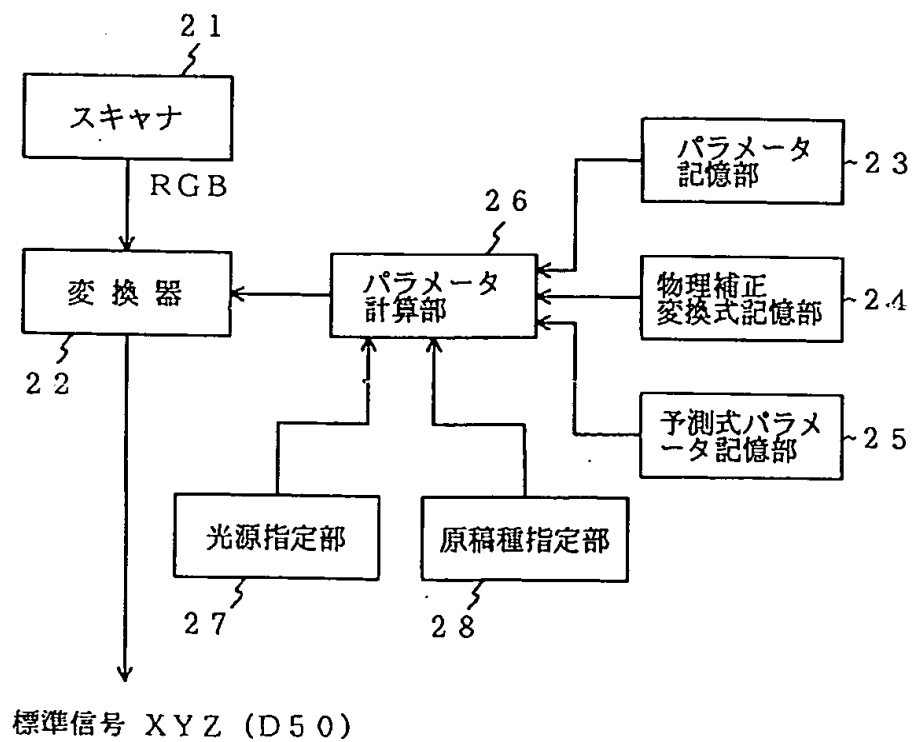 21
スキャナ
RGB
変換器
22
26
パラメータ
計算部
パラメータ
記憶部
23
物理補正
変換式記憶部
24
予測式パラメ
ータ記憶部
25
光源指定部
27
原稿種指定部
28
標準信号 XYZ (D50)